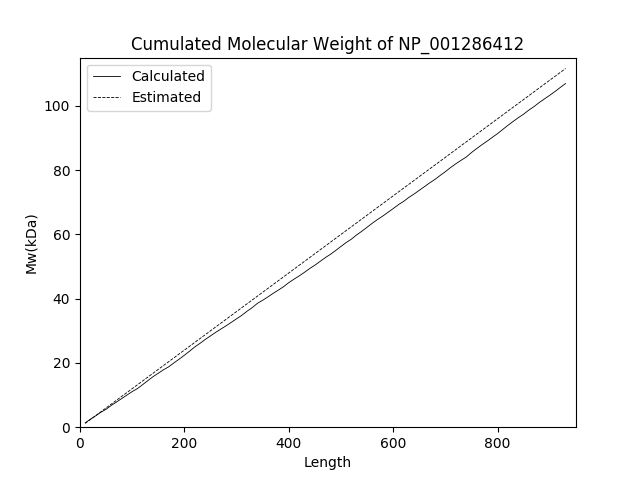 Cumulated Molecular Weight of NP_001286412
Calculated
Estimated
100
80
60
40
20
0
Mw(kDa)
0 200 400 600 800
Length